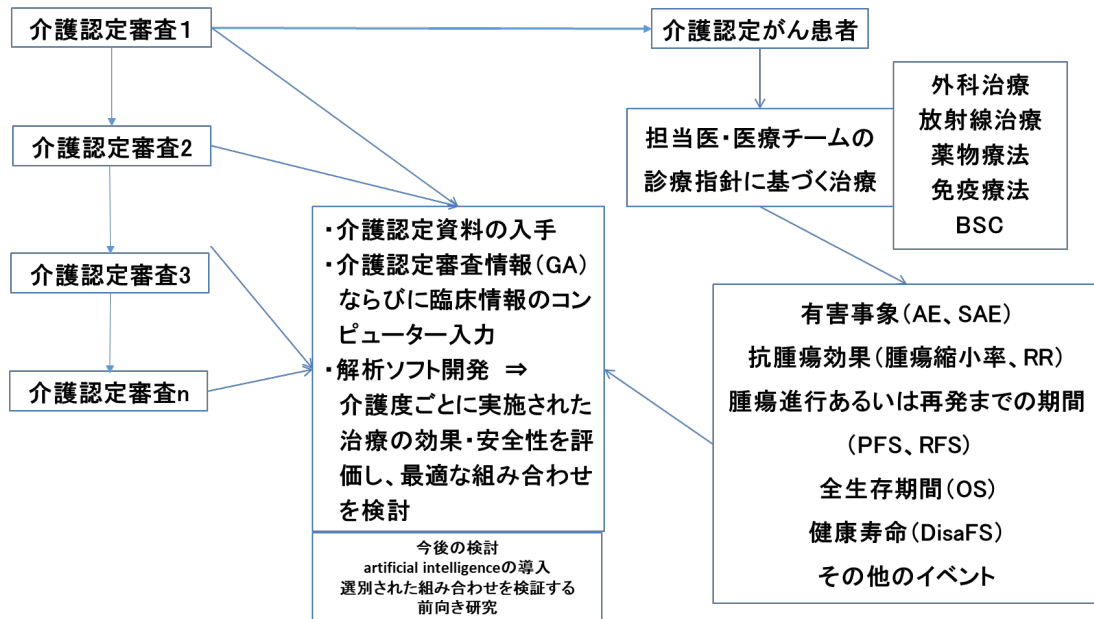 介護認定審査1
介護認定がん患者
介護認定審査2
担当医・医療チームの
診療指針に基づく治療
外科治療
放射線治療
薬物療法
免疫療法
BSC
介護認定審査3
介護認定審査n
・介護認定資料の入手
・介護認定審査情報(GA)
ならびに臨床情報のコン
ピューター入力
・解析ソフト開発 ⇒
介護度ごとに実施された
治療の効果・安全性を評
価し、最適な組み合わせ
を検討
今後の検討
artificial intelligenceの導入
選別された組み合わせを検証する
前向き研究
有害事象(AE、SAE)
抗腫瘍効果(腫瘍縮小率、RR)
腫瘍進行あるいは再発までの期間
(PFS、RFS)
全生存期間(OS)
健康寿命(DisaFS)
その他のイベント